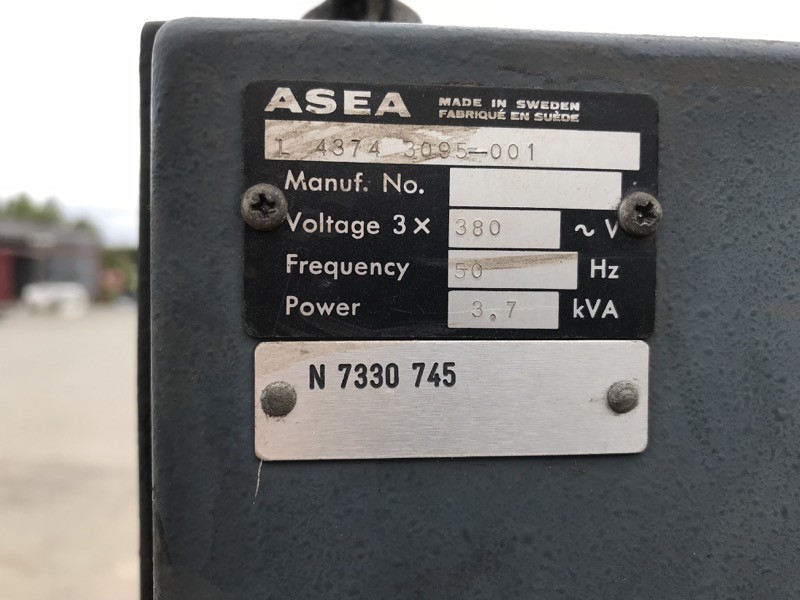 ASEA
MADE IN SWEDEN
FABRIQUÉ EN SUÈDE
L 4374 3095-001
Manuf. No.
Voltage 3 × 380 ~ V
Frequency 50 Hz
Power 3,7 kVA
N 7330 745